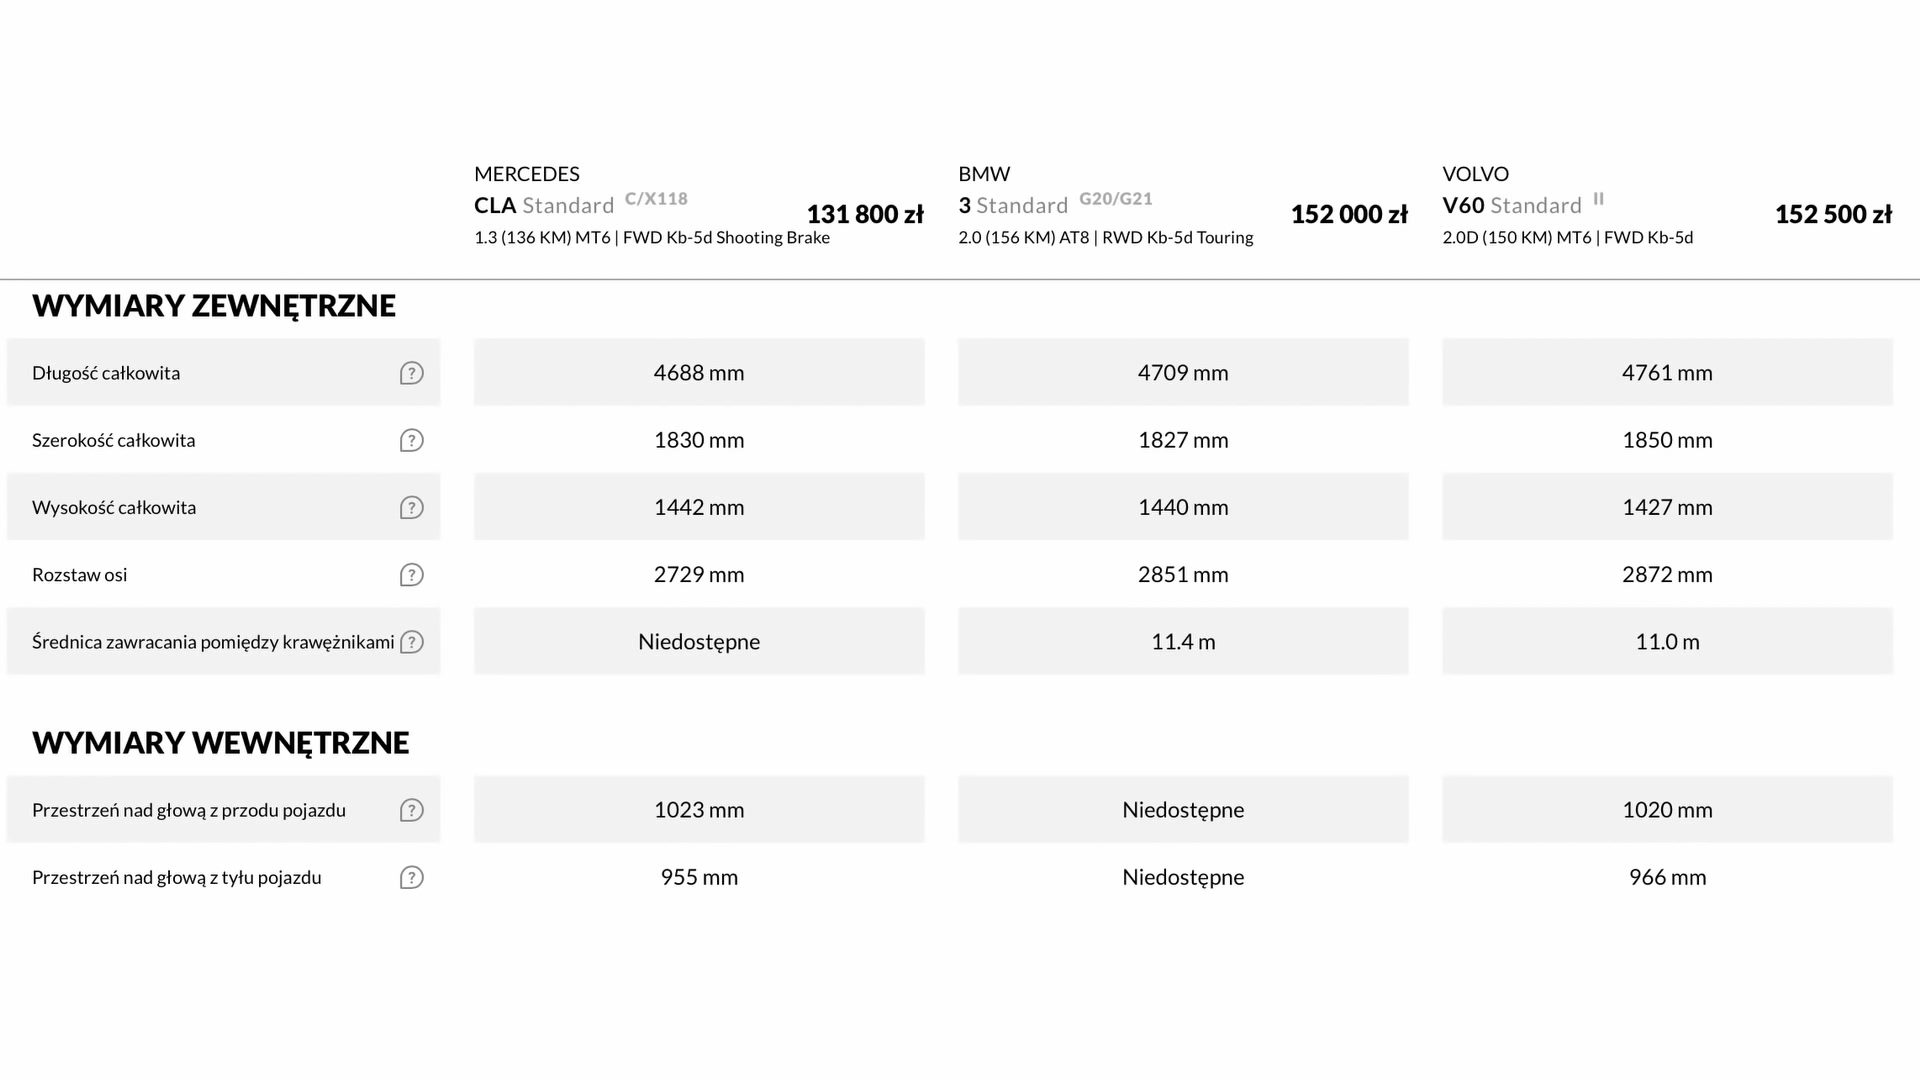 MERCEDES
CLA Standard C/X118
131 800 zł
1.3 (136 KM) MT6 | FWD Kb-5d Shooting Brake
BMW
3 Standard G20/G21
152 000 zł
2.0 (156 KM) AT8 | RWD Kb-5d Touring
VOLVO
V60 Standard II
152 500 zł
2.0D (150 KM) MT6 | FWD Kb-5d
WYMIARY ZEWNĘTRZNE
Długość całkowita ? 4688 mm 4709 mm 4761 mm
Szerokość całkowita ? 1830 mm 1827 mm 1850 mm
Wysokość całkowita ? 1442 mm 1440 mm 1427 mm
Rozstaw osi ? 2729 mm 2851 mm 2872 mm
Średnica zawracania pomiędzy krawężnikami ? Niedostępne 11.4 m 11.0 m
WYMIARY WEWNĘTRZNE
Przestrzeń nad głową z przodu pojazdu ? 1023 mm Niedostępne 1020 mm
Przestrzeń nad głową z tyłu pojazdu ? 955 mm Niedostępne 966 mm